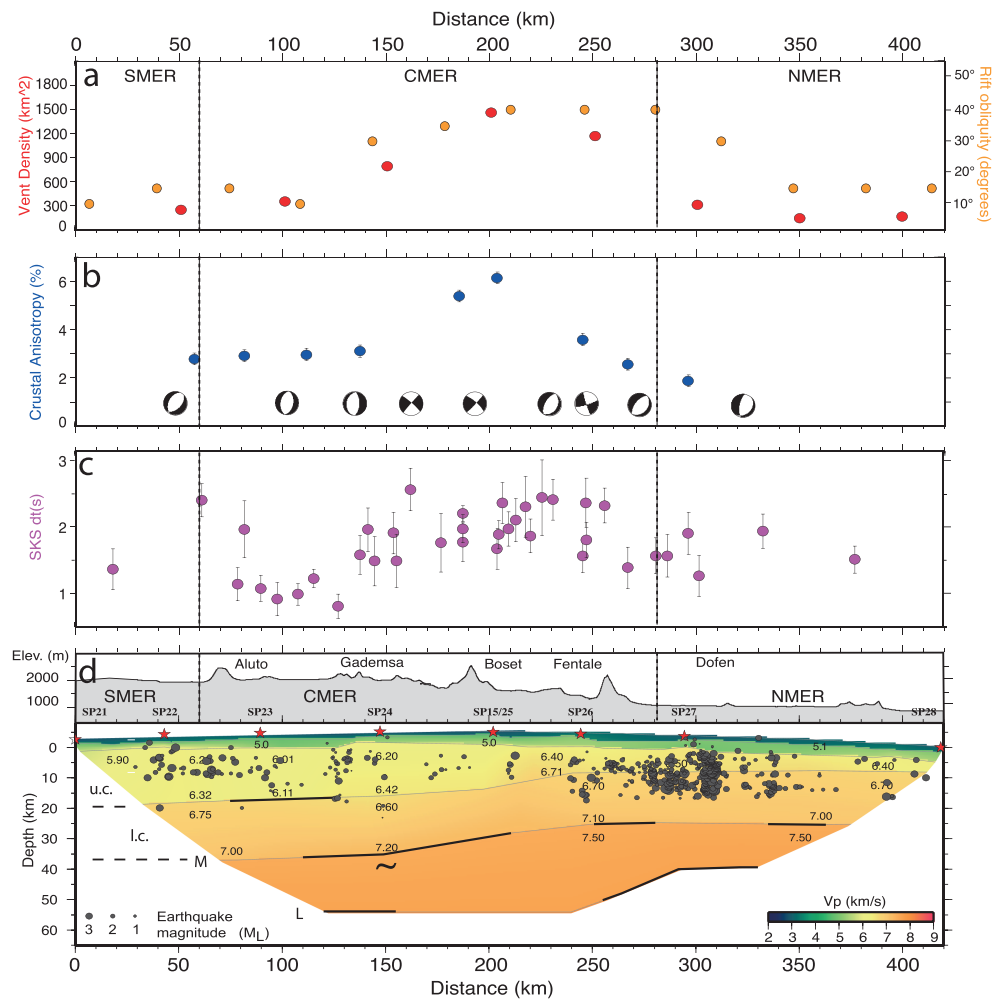 Distance (km)
0 50 100 150 200 250 300 350 400
a SMER CMER NMER
Vent Density (km^2)
1800
1500
1200
900
600
300
0
50°
40°
30°
20°
10°
Rift obliquity (degrees)
b
Crustal Anisotropy (%)
6
4
2
0
c
SKS dt(s)
3
2
1
Elev. (m)
2000
1000
d Aluto Gademsa Boset Fentale Dofen
SMER CMER NMER
SP21 SP22 SP23 SP24 SP15/25 SP26 SP27 SP28
Depth (km)
0
10
20
30
40
50
60
5.0 5.0 5.1
5.90 6.01 6.20 6.40 6.40
6.71
6.70 6.70
6.32 6.11 6.42
6.75 6.60
7.10 7.00
7.00 7.20 7.50 7.50
u.c.
l.c.
M
~
L
3 2 1
Earthquake
magnitude (ML)
Vp (km/s)
2 3 4 5 6 7 8 9
0 50 100 150 200 250 300 350 400
Distance (km)